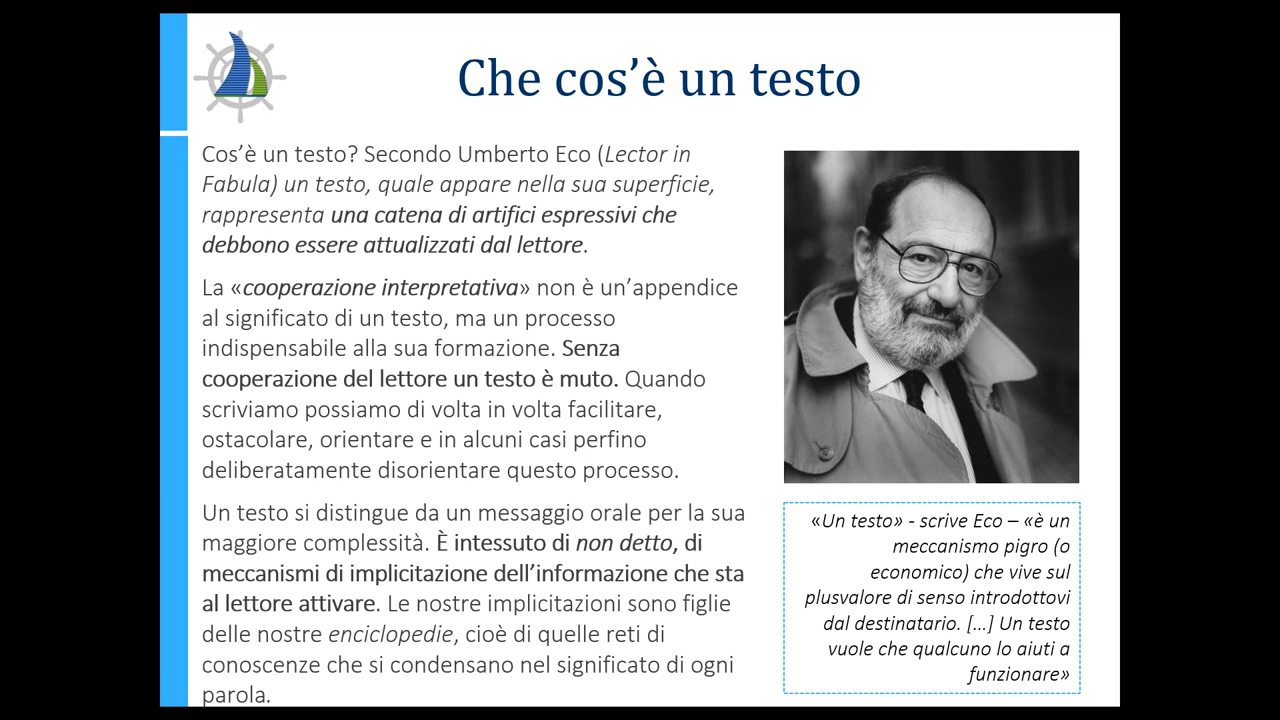 Che cos’è un testo
Cos’è un testo? Secondo Umberto Eco (Lector in
Fabula) un testo, quale appare nella sua superficie,
rappresenta una catena di artifici espressivi che
debbono essere attualizzati dal lettore.
La «cooperazione interpretativa» non è un’appendice
al significato di un testo, ma un processo
indispensabile alla sua formazione. Senza
cooperazione del lettore un testo è muto. Quando
scriviamo possiamo di volta in volta facilitare,
ostacolare, orientare e in alcuni casi perfino
deliberatamente disorientare questo processo.
Un testo si distingue da un messaggio orale per la sua
maggiore complessità. È intessuto di non detto, di
meccanismi di implicitazione dell’informazione che sta
al lettore attivare. Le nostre implicitazioni sono figlie
delle nostre enciclopedie, cioè di quelle reti di
conoscenze che si condensano nel significato di ogni
parola.
«Un testo» - scrive Eco – «è un
meccanismo pigro (o
economico) che vive sul
plusvalore di senso introdottovi
dal destinatario. [...] Un testo
vuole che qualcuno lo aiuti a
funzionare»